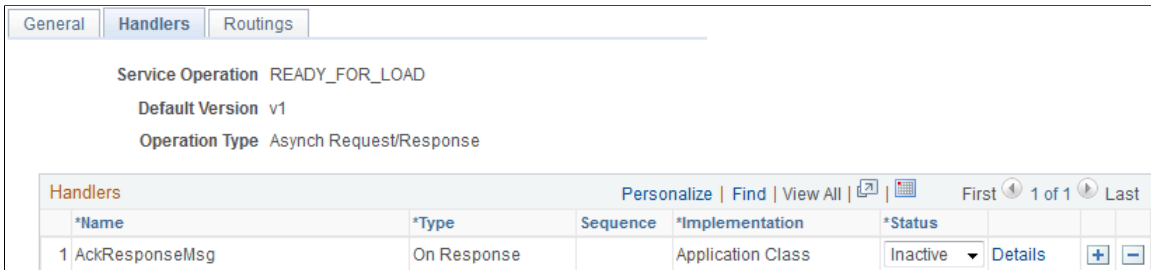 General Handlers Routings
Service Operation READY_FOR_LOAD
Default Version v1
Operation Type Asynch Request/Response
Handlers Personalize | Find | View All | | First 1 of 1 Last
*Name *Type Sequence *Implementation *Status
1 AckResponseMsg On Response Application Class Inactive Details